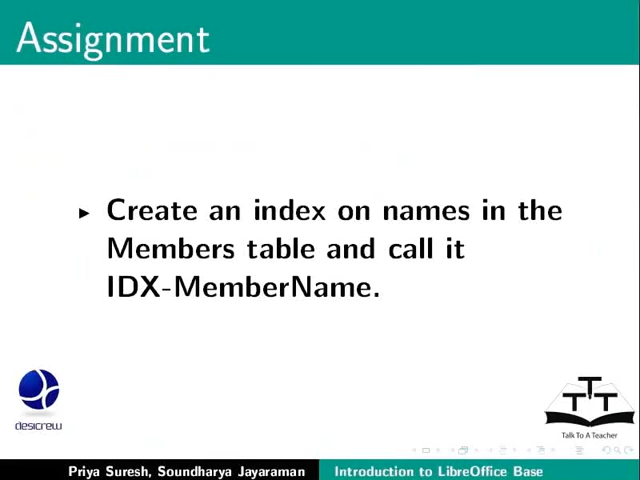 Assignment
Create an index on names in the
Members table and call it
IDX-MemberName.
desicrew
TTT
Talk To A Teacher
Priya Suresh, Soundharya Jayaraman Introduction to LibreOffice Base